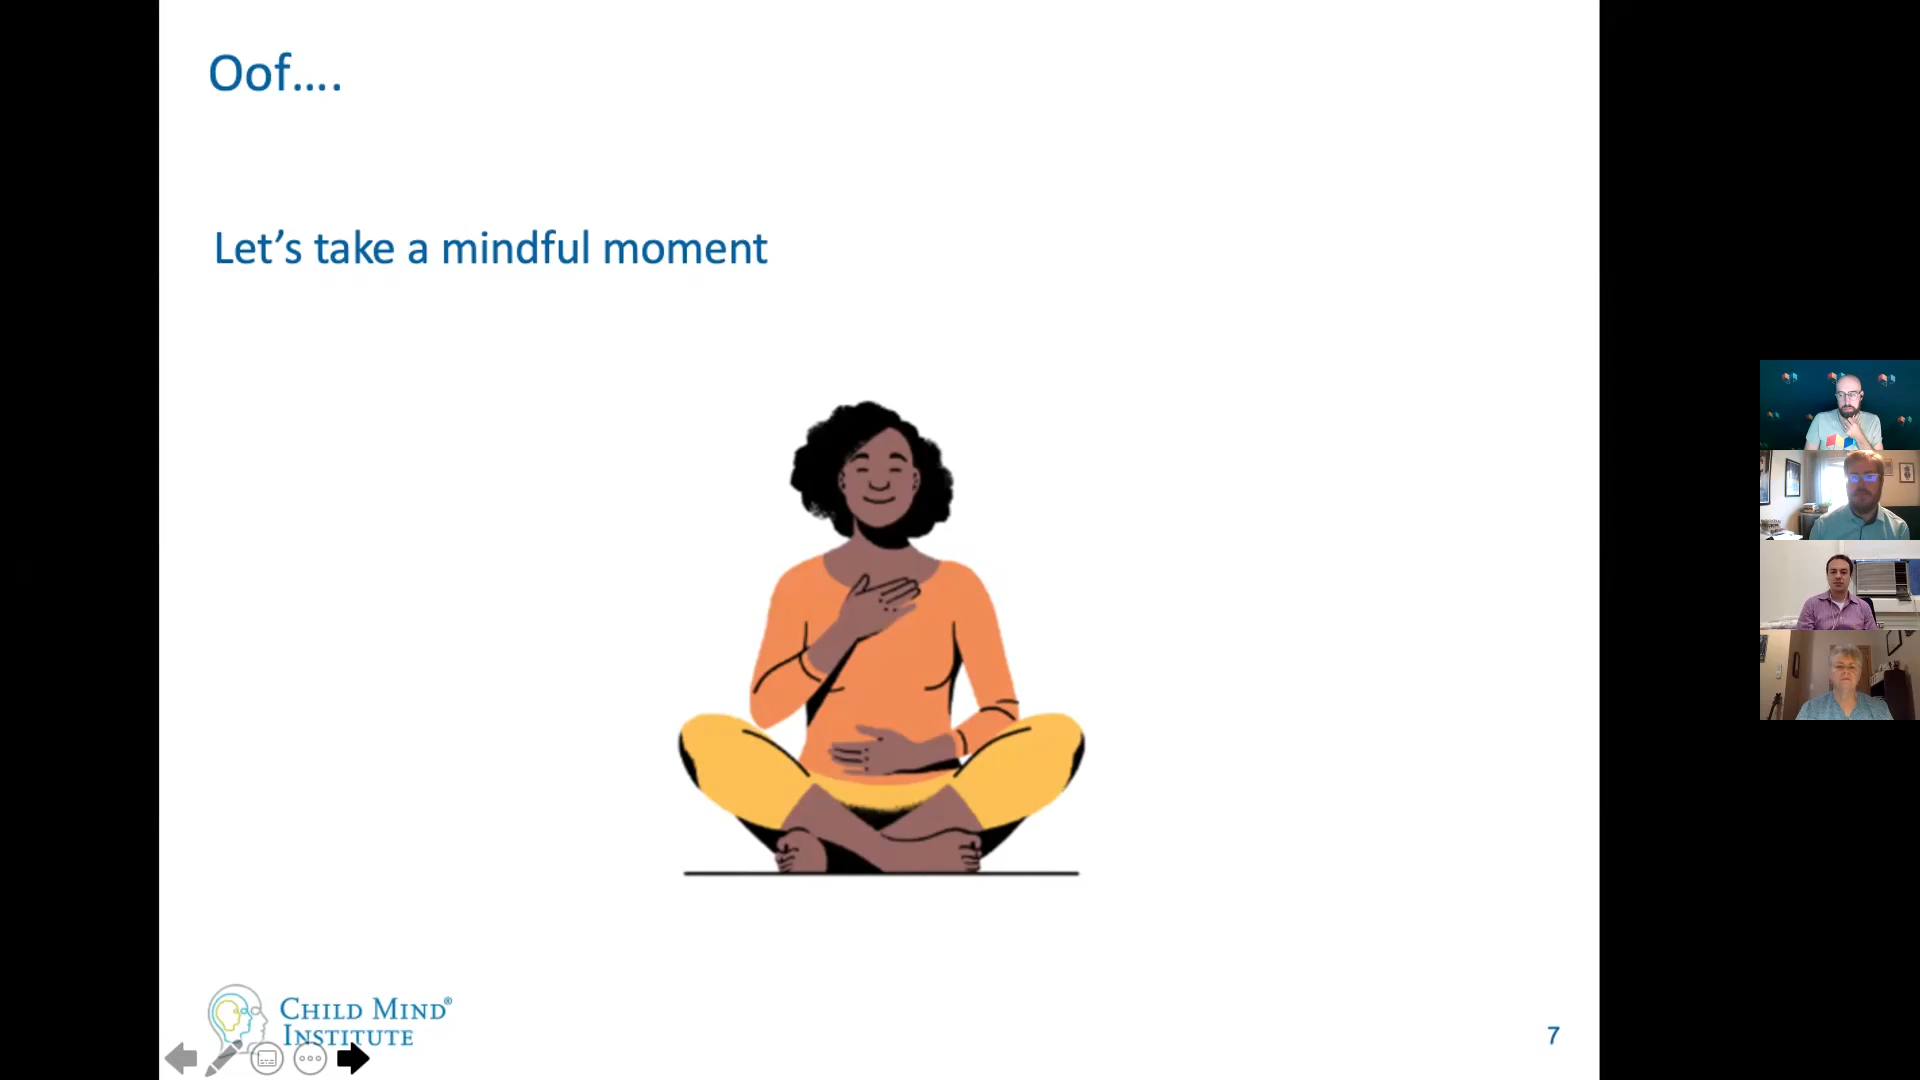 Oof....
Let’s take a mindful moment
CHILD MIND®
INSTITUTE
7